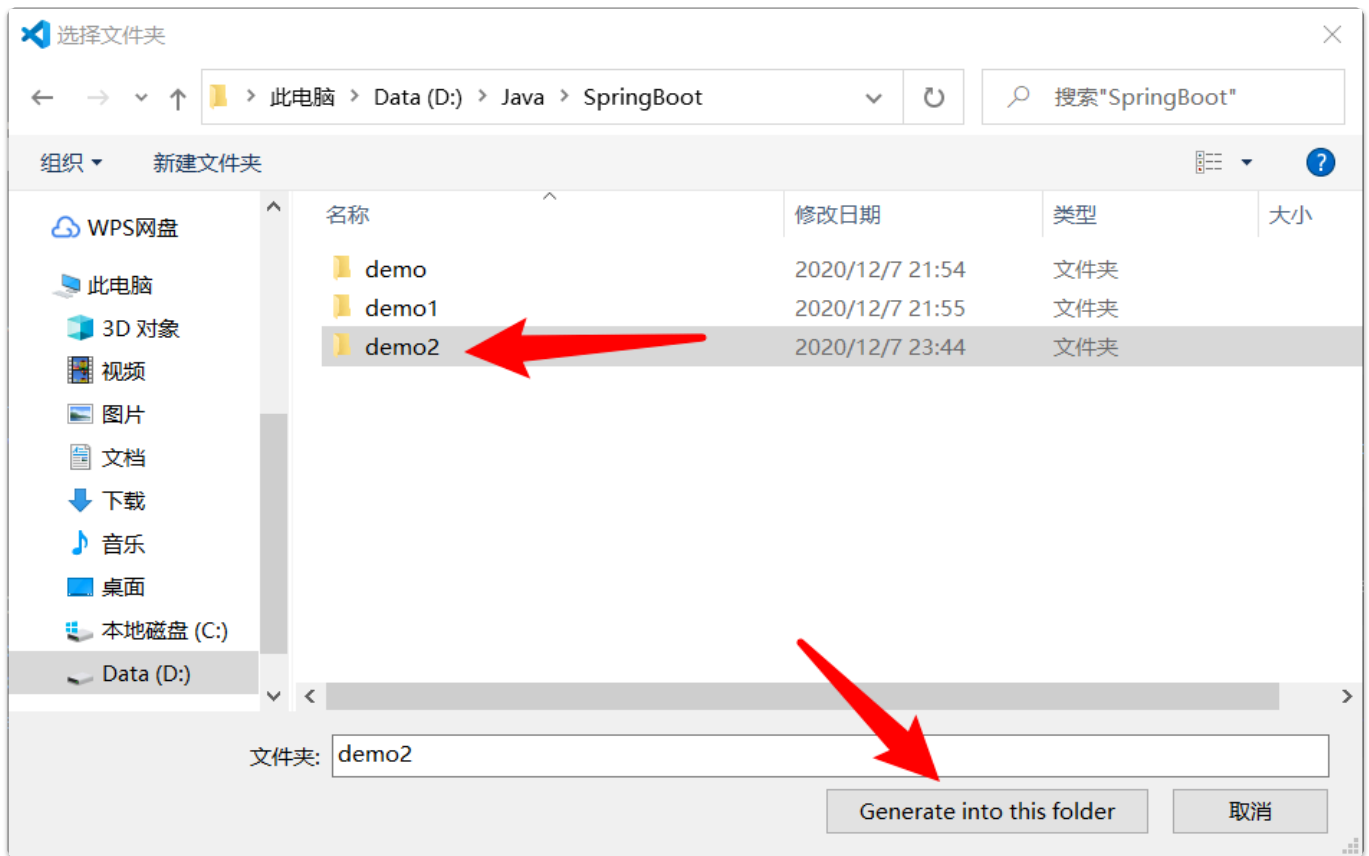 选择文件夹
此电脑 > Data (D:) > Java > SpringBoot
搜索"SpringBoot"
组织
新建文件夹
?
WPS网盘
此电脑
3D 对象
视频
图片
文档
下载
音乐
桌面
本地磁盘 (C:)
Data (D:)
名称 修改日期 类型 大小
demo 2020/12/7 21:54 文件夹
demo1 2020/12/7 21:55 文件夹
demo2 2020/12/7 23:44 文件夹
文件夹: demo2
Generate into this folder 取消